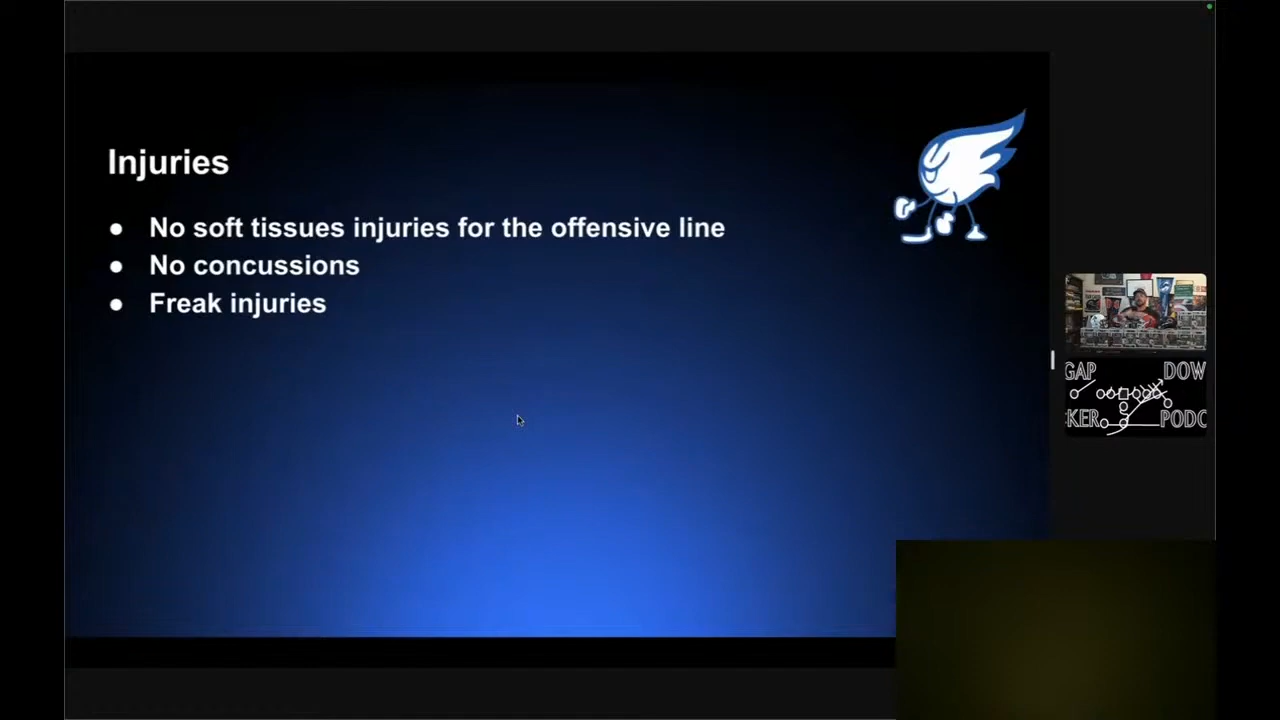 Injuries
● No soft tissues injuries for the offensive line
● No concussions
● Freak injuries
GAP DOW
KER PODC